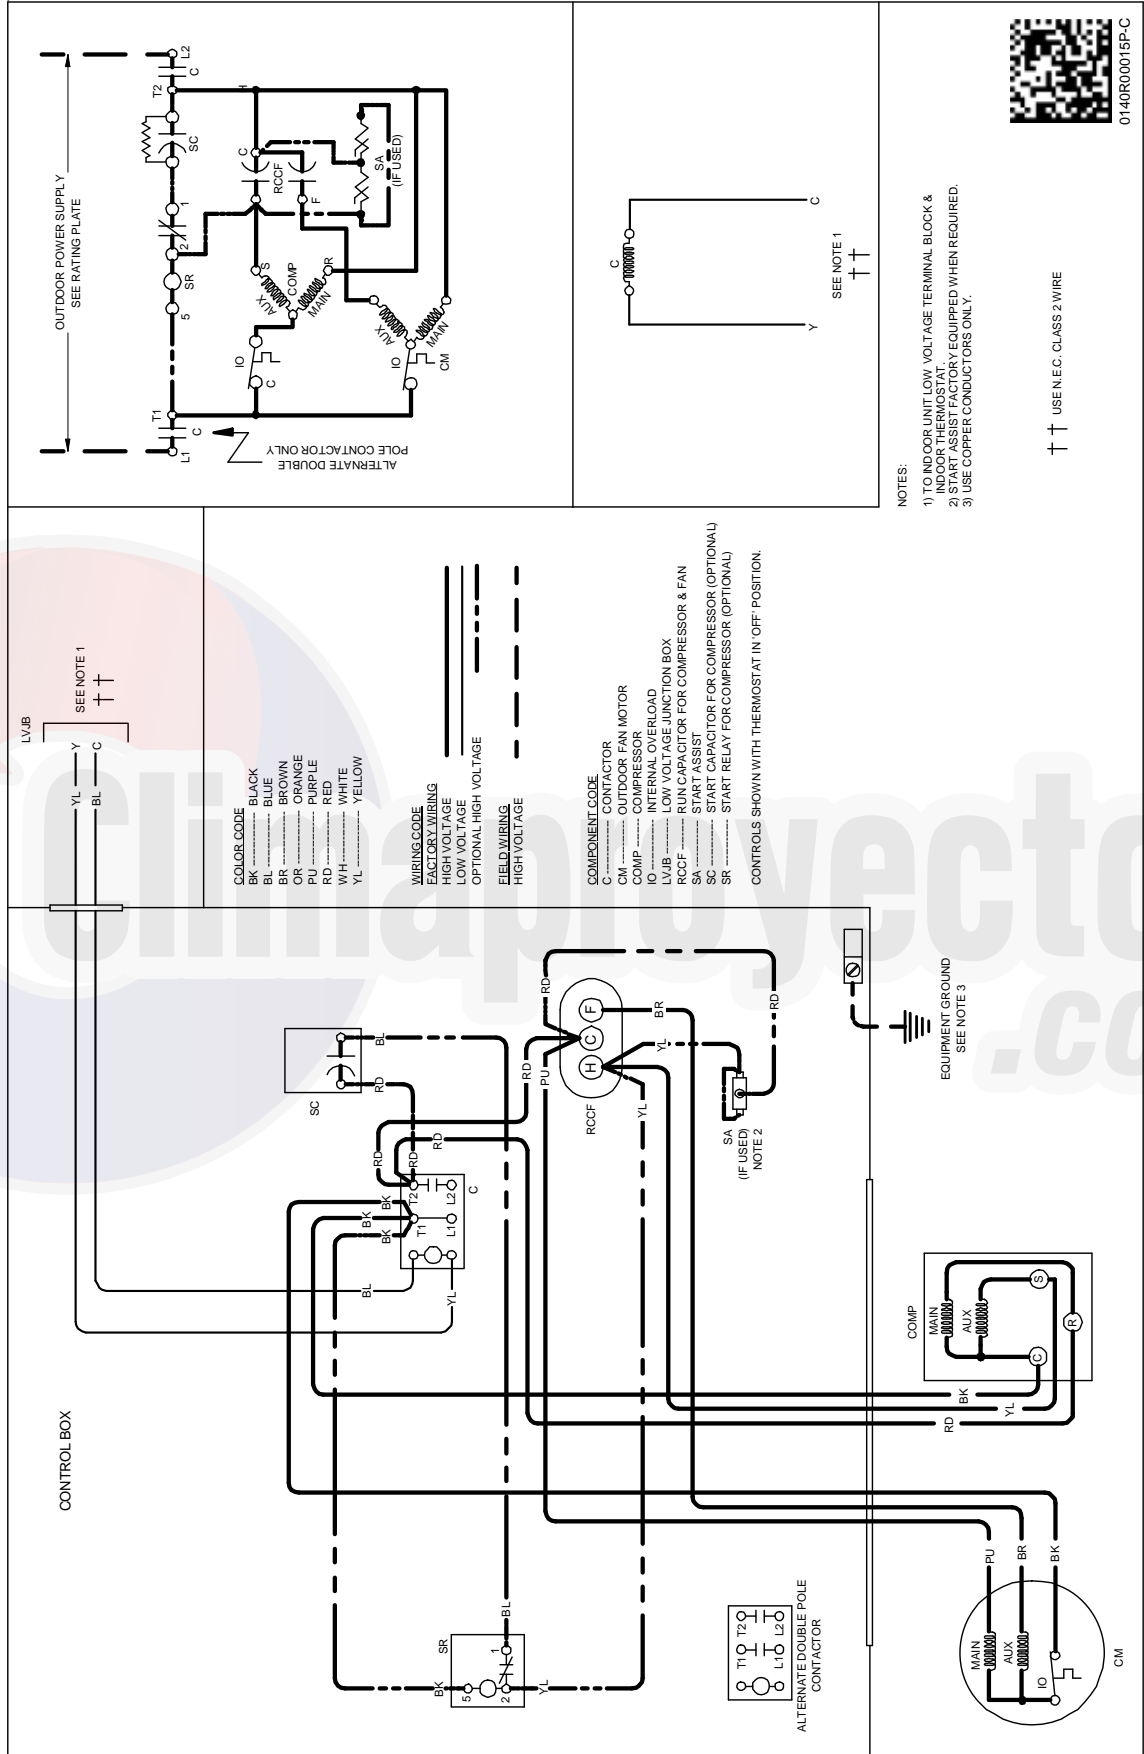 CONTROL BOX
LVJB
Y
C
YL
BL
SEE NOTE 1
SC
RD
BL
RD
RD
RD
BK
BK
BK
T2
T1
L2
L1
C
BL
YL
RD
PU
RD
H
C
F
RCCF
BR
YL
YL
RD
SA
(IF USED)
NOTE 2
SR
BK
5
2
1
BL
YL
T1
T2
L1
L2
ALTERNATE DOUBLE POLE
CONTACTOR
EQUIPMENT GROUND
SEE NOTE 3
COMP
MAIN
AUX
C
S
R
BK
YL
RD
PU
BR
BK
MAIN
AUX
IO
CM
COLOR CODE
BK ---------- BLACK
BL ---------- BLUE
BR ---------- BROWN
OR ---------- ORANGE
PU ---------- PURPLE
RD ---------- RED
WH ---------- WHITE
YL ---------- YELLOW
WIRING CODE
FACTORY WIRING
HIGH VOLTAGE
LOW VOLTAGE
OPTIONAL HIGH VOLTAGE
FIELD WIRING
HIGH VOLTAGE
COMPONENT CODE
C ---------- CONTACTOR
CM ---------- OUTDOOR FAN MOTOR
COMP ------ COMPRESSOR
IO ---------- INTERNAL OVERLOAD
LVJB ------- LOW VOLTAGE JUNCTION BOX
RCCF ------- RUN CAPACITOR FOR COMPRESSOR & FAN
SA ---------- START ASSIST
SC ---------- START CAPACITOR FOR COMPRESSOR (OPTIONAL)
SR ---------- START RELAY FOR COMPRESSOR (OPTIONAL)
CONTROLS SHOWN WITH THERMOSTAT IN 'OFF' POSITION.
OUTDOOR POWER SUPPLY
SEE RATING PLATE
L1
C
T1
5
SR
2
1
SC
T2
C
L2
ALTERNATE DOUBLE
POLE CONTACTOR ONLY
C
IO
S
AUX
COMP
MAIN
R
RCCF
C
F
H
SA
(IF USED)
IO
AUX
MAIN
CM
C
Y
C
SEE NOTE 1
NOTES:
1) TO INDOOR UNIT LOW VOLTAGE TERMINAL BLOCK &
INDOOR THERMOSTAT.
2) START ASSIST FACTORY EQUIPPED WHEN REQUIRED.
3) USE COPPER CONDUCTORS ONLY.
†† USE N.E.C. CLASS 2 WIRE
0140R00015P-C
Climaproyecto
.co